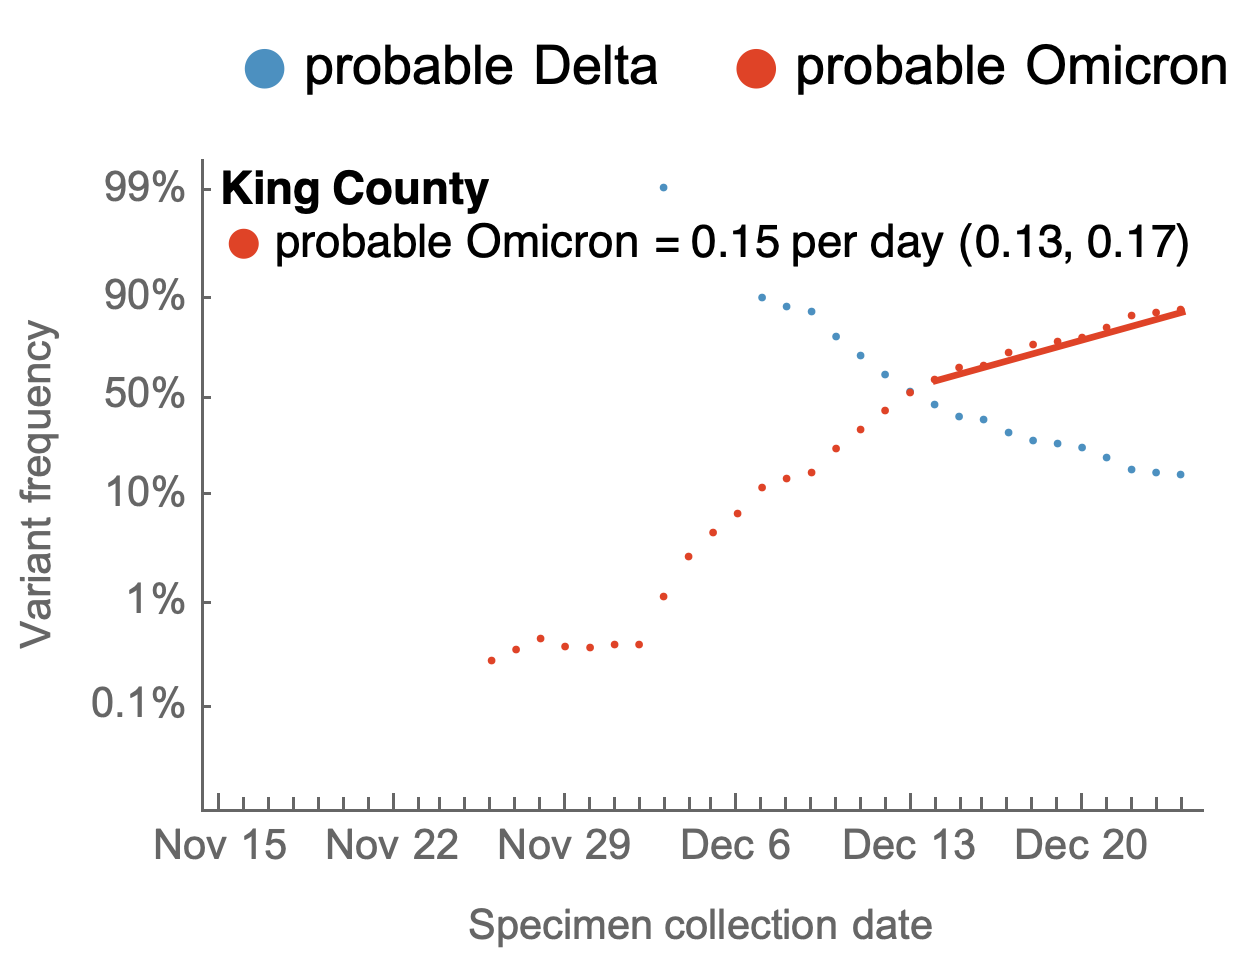 probable Delta probable Omicron
99%
King County
probable Omicron = 0.15 per day (0.13, 0.17)
90%
50%
10%
1%
0.1%
Variant frequency
Nov 15 Nov 22 Nov 29 Dec 6 Dec 13 Dec 20
Specimen collection date